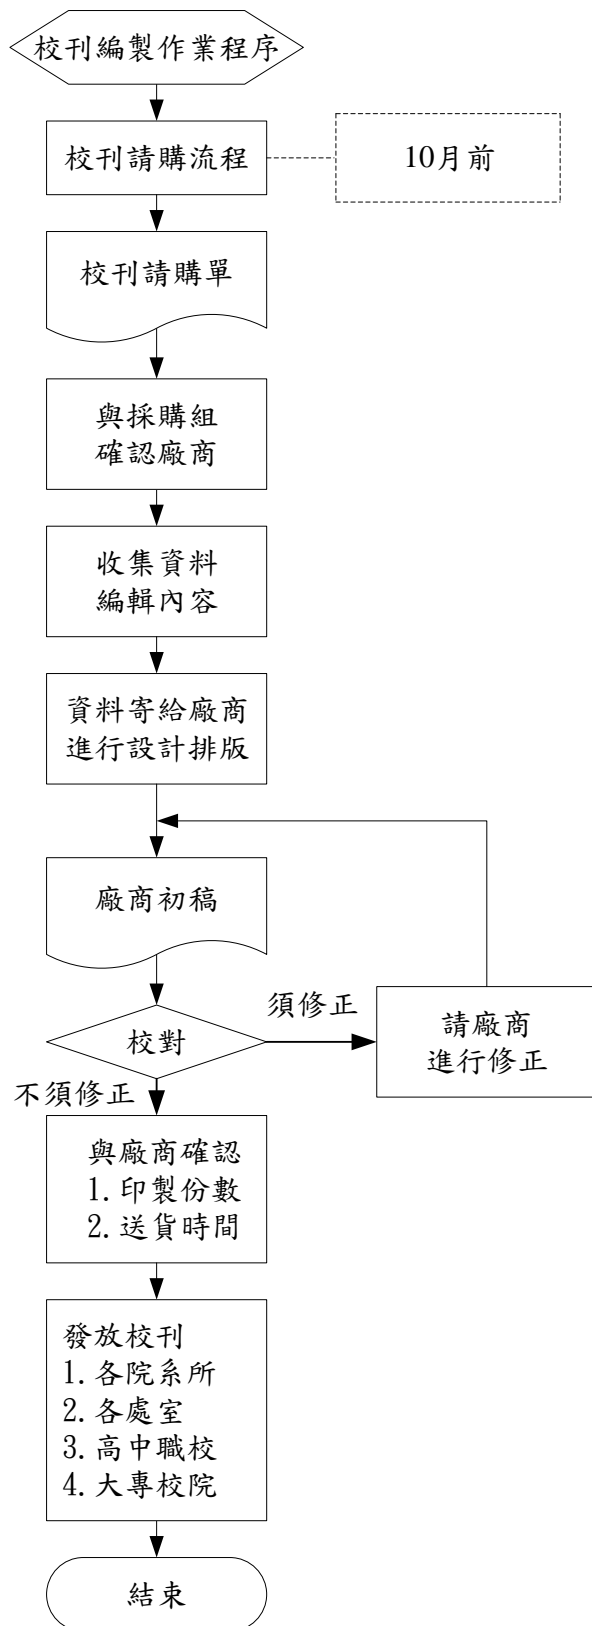 校刊編製作業程序
校刊請購流程
10月前
校刊請購單
與採購組
確認廠商
收集資料
編輯內容
資料寄給廠商
進行設計排版
廠商初稿
校對
須修正
請廠商
進行修正
不須修正
與廠商確認
1.印製份數
2.送貨時間
發放校刊
1.各院系所
2.各處室
3.高中職校
4.大專校院
結束